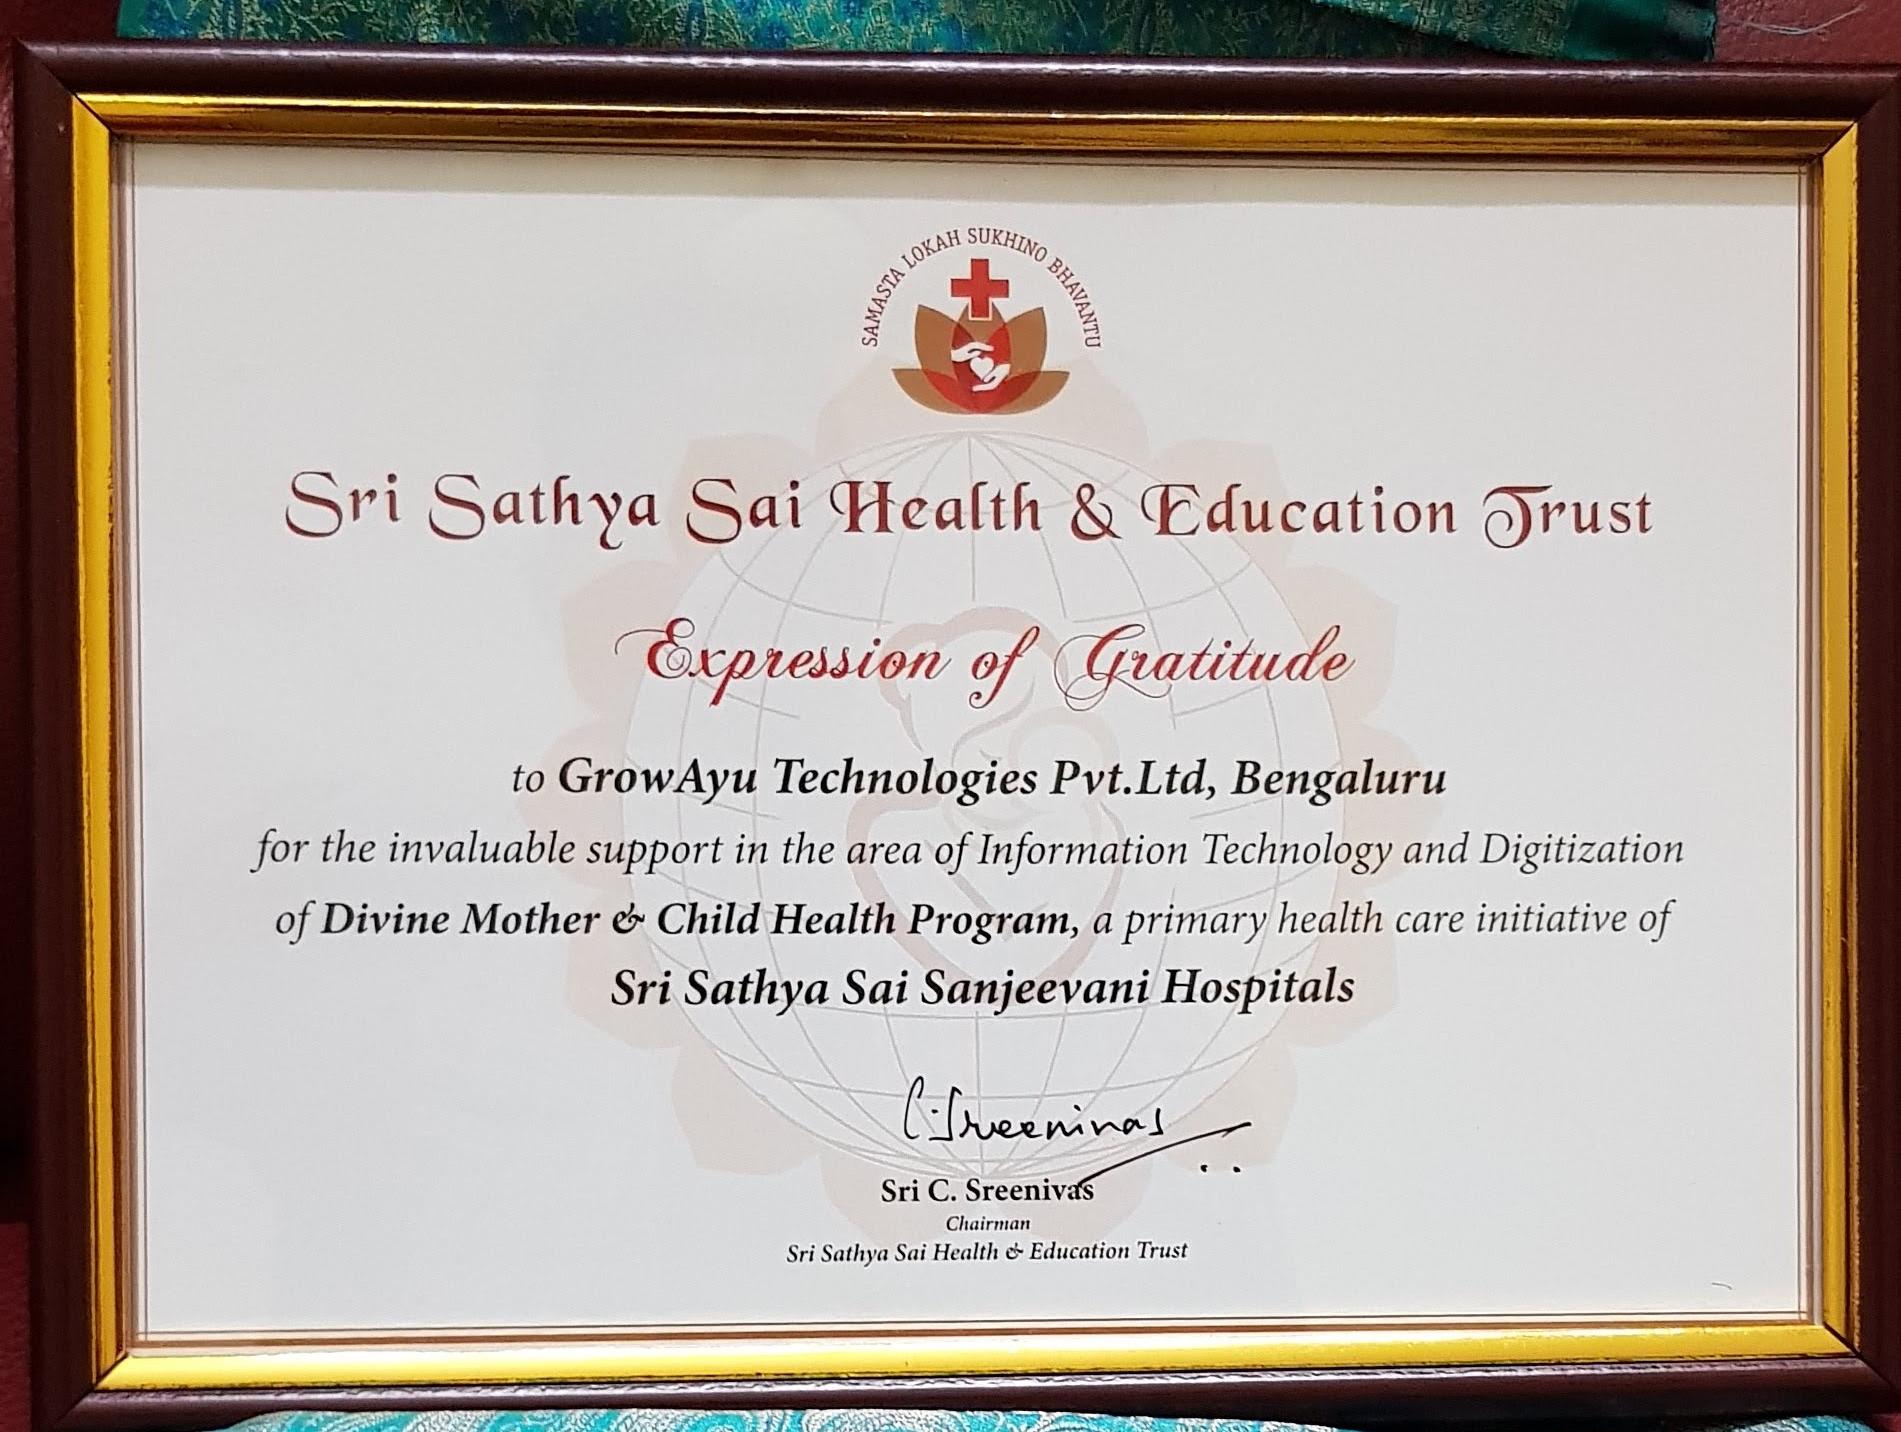 SAMASTA LOKAH SUKHINO BHAVANTU
Sri Sathya Sai Health & Education Trust
Expression of Gratitude
to GrowAyu Technologies Pvt.Ltd, Bengaluru
for the invaluable support in the area of Information Technology and Digitization
of Divine Mother & Child Health Program, a primary health care initiative of
Sri Sathya Sai Sanjeevani Hospitals
C. Sreenivas
Sri C. Sreenivas
Chairman
Sri Sathya Sai Health & Education Trust